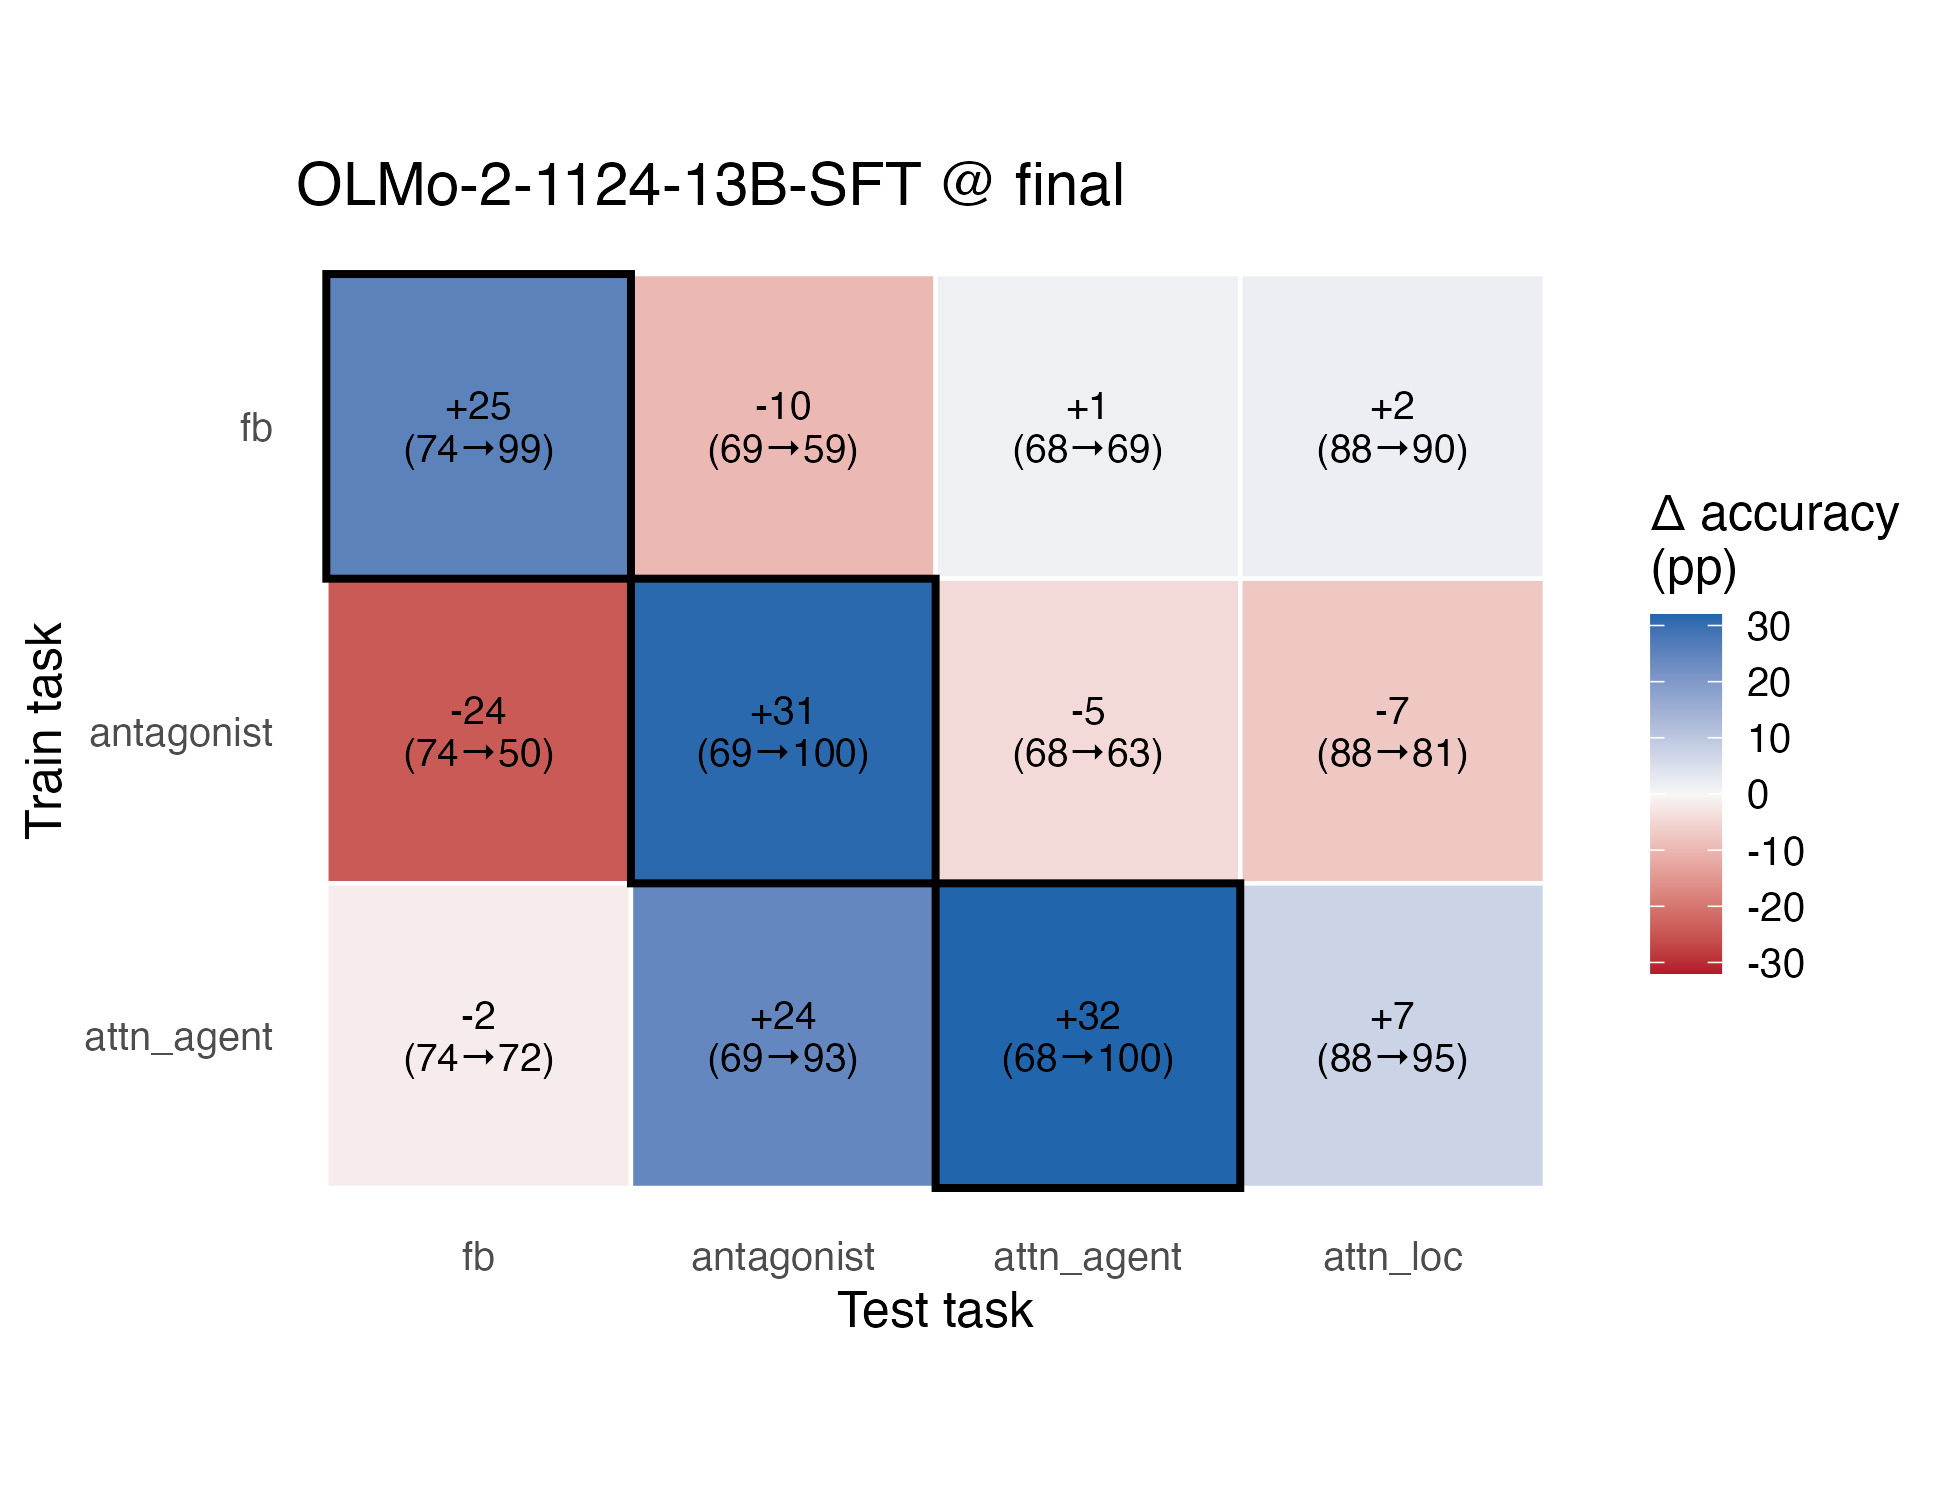 OLMo-2-1124-13B-SFT @ final
Train task
fb
+25
(74→99)
-10
(69→59)
+1
(68→69)
+2
(88→90)
antagonist
-24
(74→50)
+31
(69→100)
-5
(68→63)
-7
(88→81)
attn_agent
-2
(74→72)
+24
(69→93)
+32
(68→100)
+7
(88→95)
fb
antagonist
attn_agent
attn_loc
Test task
Δ accuracy
(pp)
30
20
10
0
-10
-20
-30